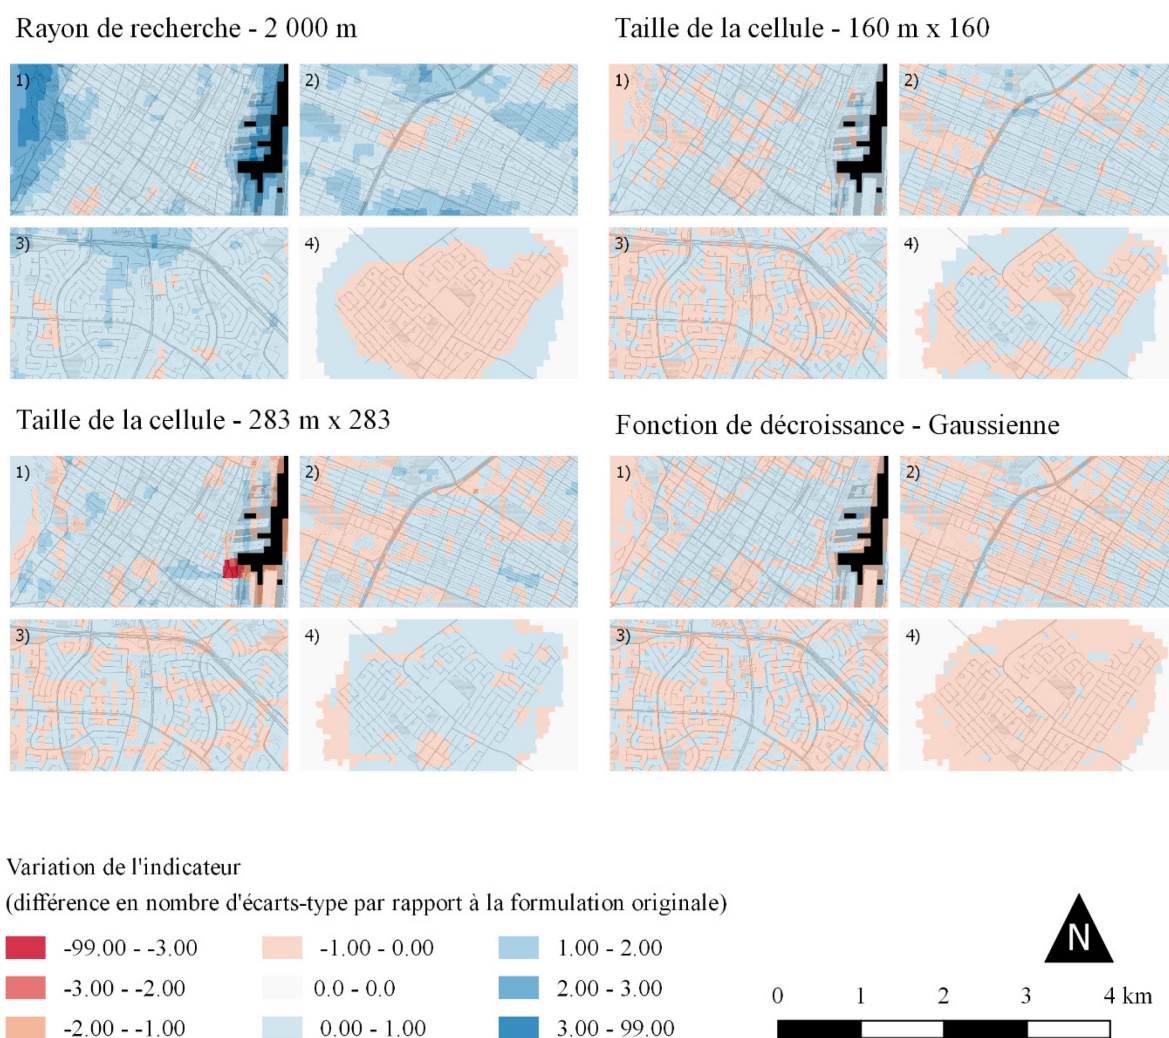 Rayon de recherche - 2 000 m
Taille de la cellule - 160 m x 160
1)
2)
1)
2)
3)
4)
3)
4)
Taille de la cellule - 283 m x 283
Fonction de décroissance - Gaussienne
1)
2)
1)
2)
3)
4)
3)
4)
Variation de l'indicateur
(différence en nombre d'écarts-type par rapport à la formulation originale)
-99.00 - -3.00
-1.00 - 0.00
1.00 - 2.00
-3.00 - -2.00
0.0 - 0.0
2.00 - 3.00
-2.00 - -1.00
0.00 - 1.00
3.00 - 99.00
N
0 1 2 3 4 km